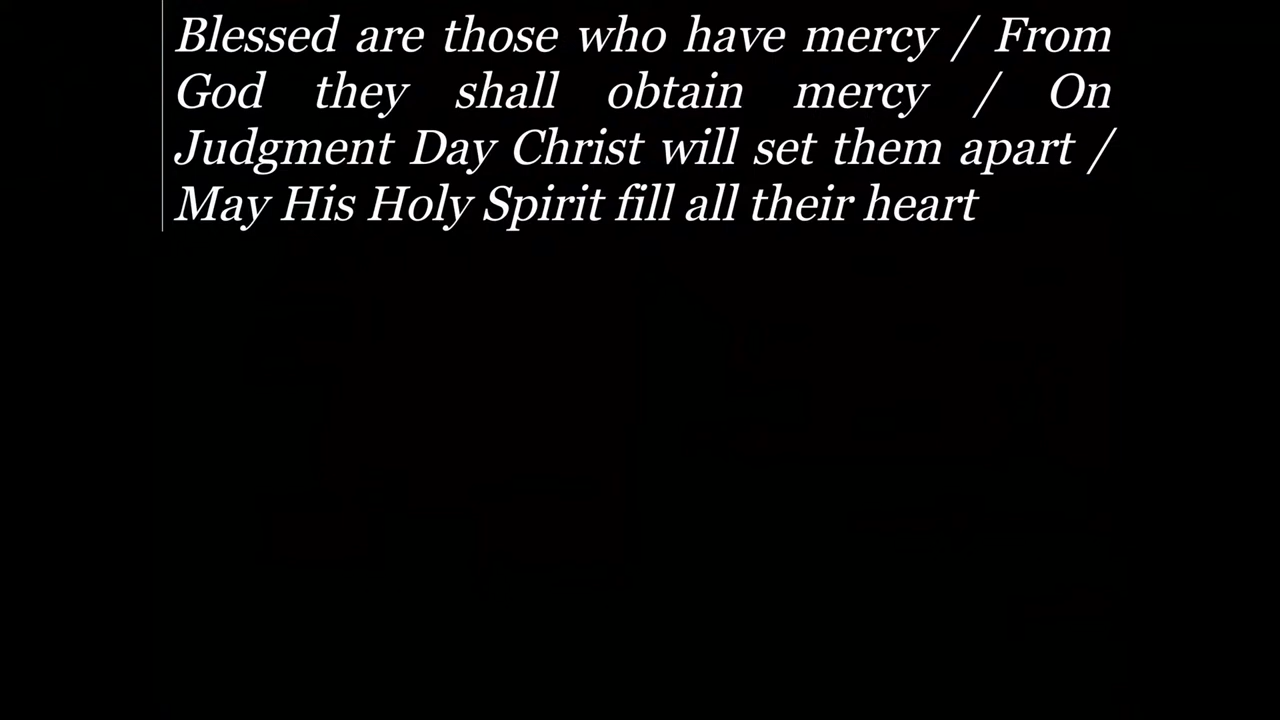 Blessed are those who have mercy / From
God they shall obtain mercy / On
Judgment Day Christ will set them apart /
May His Holy Spirit fill all their heart